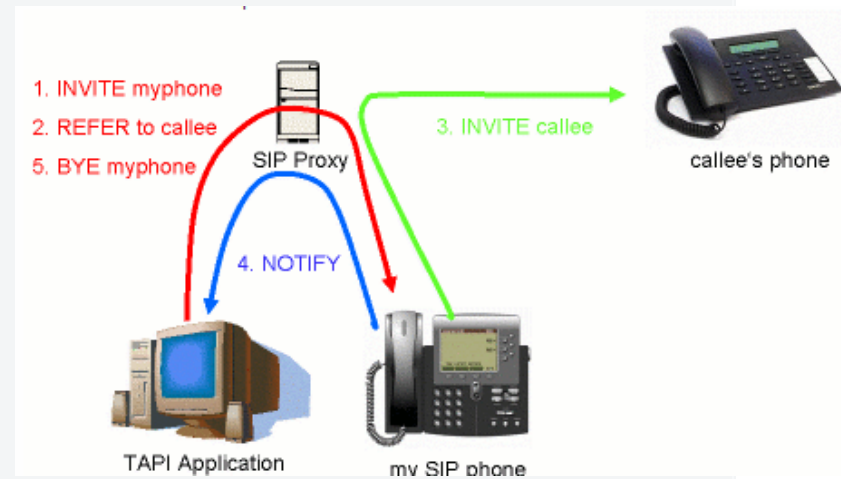 1. INVITE myphone
2. REFER to callee
5. BYE myphone
SIP Proxy
3. INVITE callee
callee's phone
4. NOTIFY
TAPI Application
my SIP phone